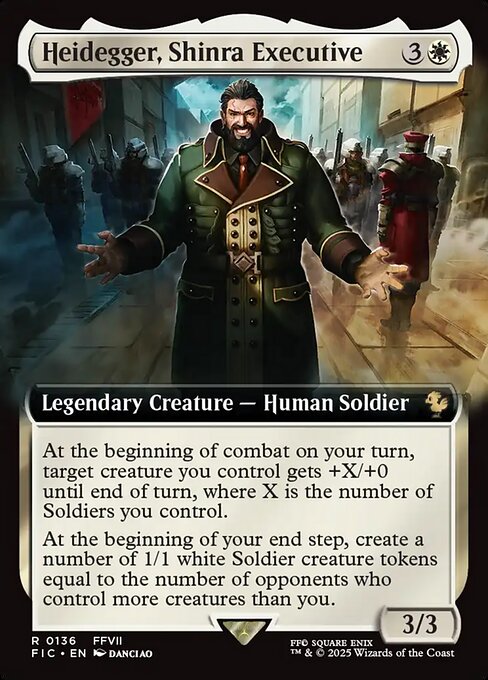 Heidegger, Shinra Executive 3
Legendary Creature — Human Soldier
At the beginning of combat on your turn,
target creature you control gets +X/+0
until end of turn, where X is the number of
Soldiers you control.
At the beginning of your end step, create a
number of 1/1 white Soldier creature tokens
equal to the number of opponents who
control more creatures than you.
3/3
R 0136 FFVII
FIC • EN DANCIAO
FF© SQUARE ENIX
™ & © 2025 Wizards of the Coast